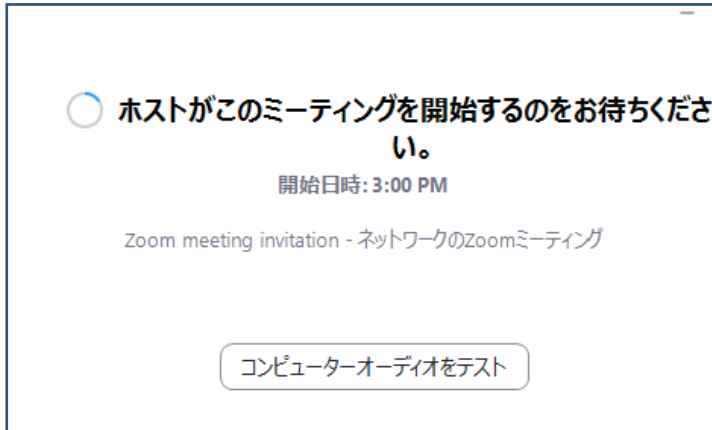 ホストがこのミーティングを開始するのをお待ちくださ
い。
開始日時: 3:00 PM
Zoom meeting invitation - ネットワークのZoomミーティング
コンピューターオーディオをテスト